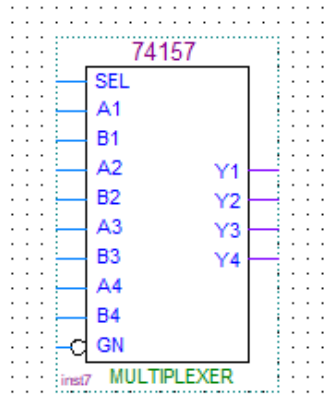 74157
SEL
A1
B1
A2 Y1
B2 Y2
A3 Y3
B3 Y4
A4
B4
GN
inst7 MULTIPLEXER